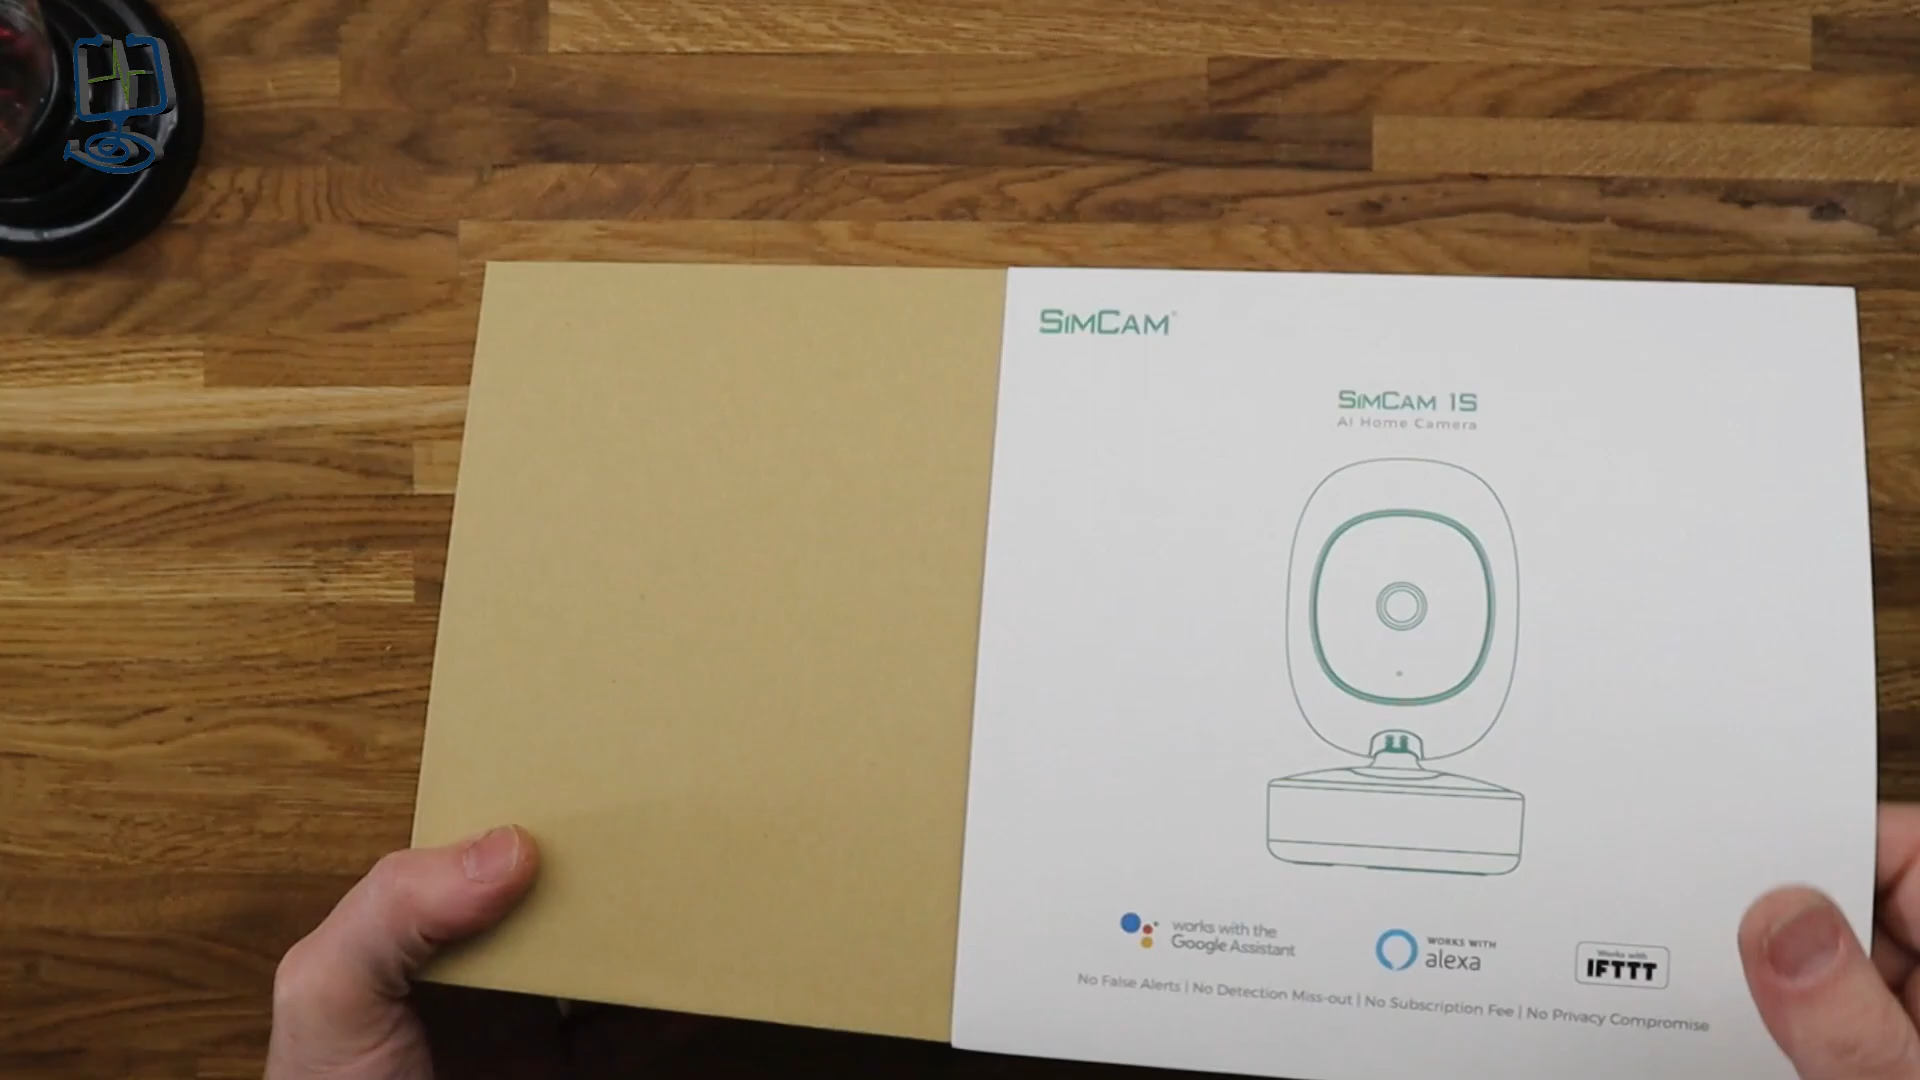 SIMCAM
SIMCAM 1S
AI Home Camera
works with the
Google Assistant
WORKS WITH
alexa
Works with
IFTTT
No False Alerts | No Detection Miss-out | No Subscription Fee | No Privacy Compromise